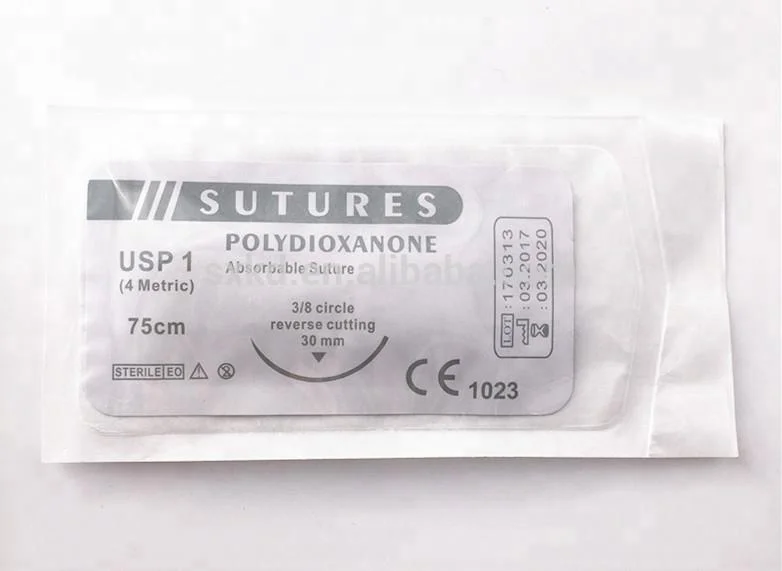 SUTURES
POLYDIOXANONE
Absorbable Suture
USP 1
(4 Metric)
75cm
3/8 circle
reverse cutting
30 mm
STERILE EO
CE 1023
LOT : 170313
: 03.2017
: 03.2020